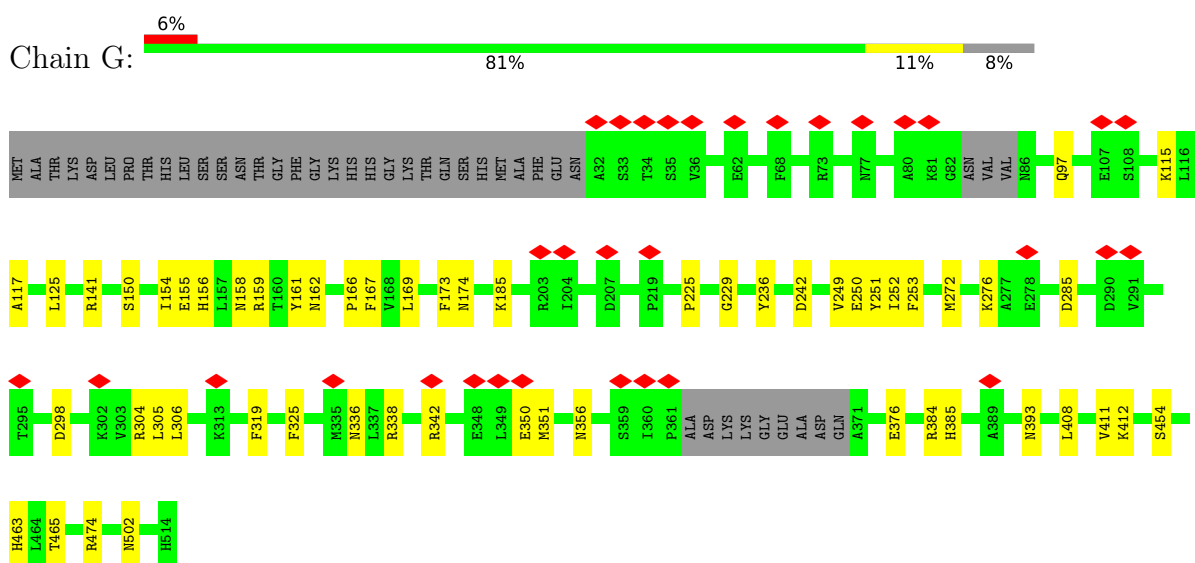 6%
Chain G:
81% 11% 8%
MET ALA THR LYS ASP LEU PRO THR HIS LEU SER SER ASN THR GLY PHE GLY LYS HIS HIS GLY LYS THR GLN SER HIS MET ALA PHE GLU ASN A32 S33 T34 S35 V36 E62 F68 R73 N77 A80 K81 G82 ASN VAL VAL N86 Q97 E107 S108 K115 L116
A117 L125 R141 S150 I154 E155 H156 L157 N158 R159 T160 Y161 N162 P166 F167 V168 L169 F173 N174 K185 R203 I204 D207 P219 P225 G229 Y236 D242 V249 E250 Y251 I252 F253 M272 K276 A277 E278 D285 D290 V291
T295 D298 K302 V303 R304 L305 L306 K313 F319 F325 M335 N336 L337 R338 R342 E348 L349 E350 M351 N356 S359 I360 P361 ALA ASP LYS LYS GLY GLU ALA ASP GLN A371 E376 R384 H385 A389 N393 L408 V411 K412 S454
H463 L464 T465 R474 N502 H514